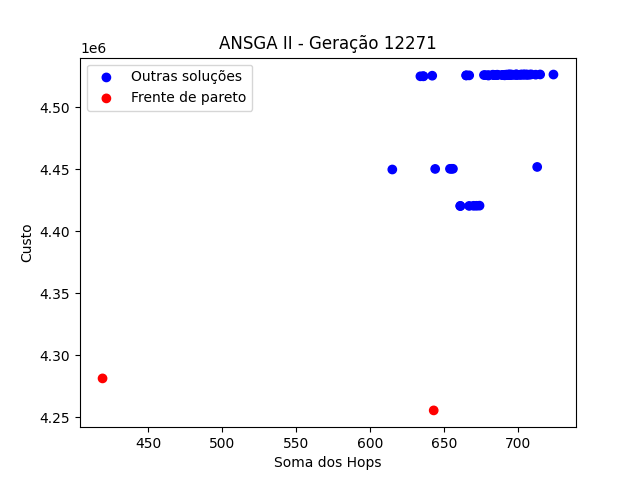 ANSGA II - Geração 12271
1e6
Outras soluções
Frente de pareto
4.50
4.45
4.40
4.35
4.30
4.25
Custo
450
500
550
600
650
700
Soma dos Hops